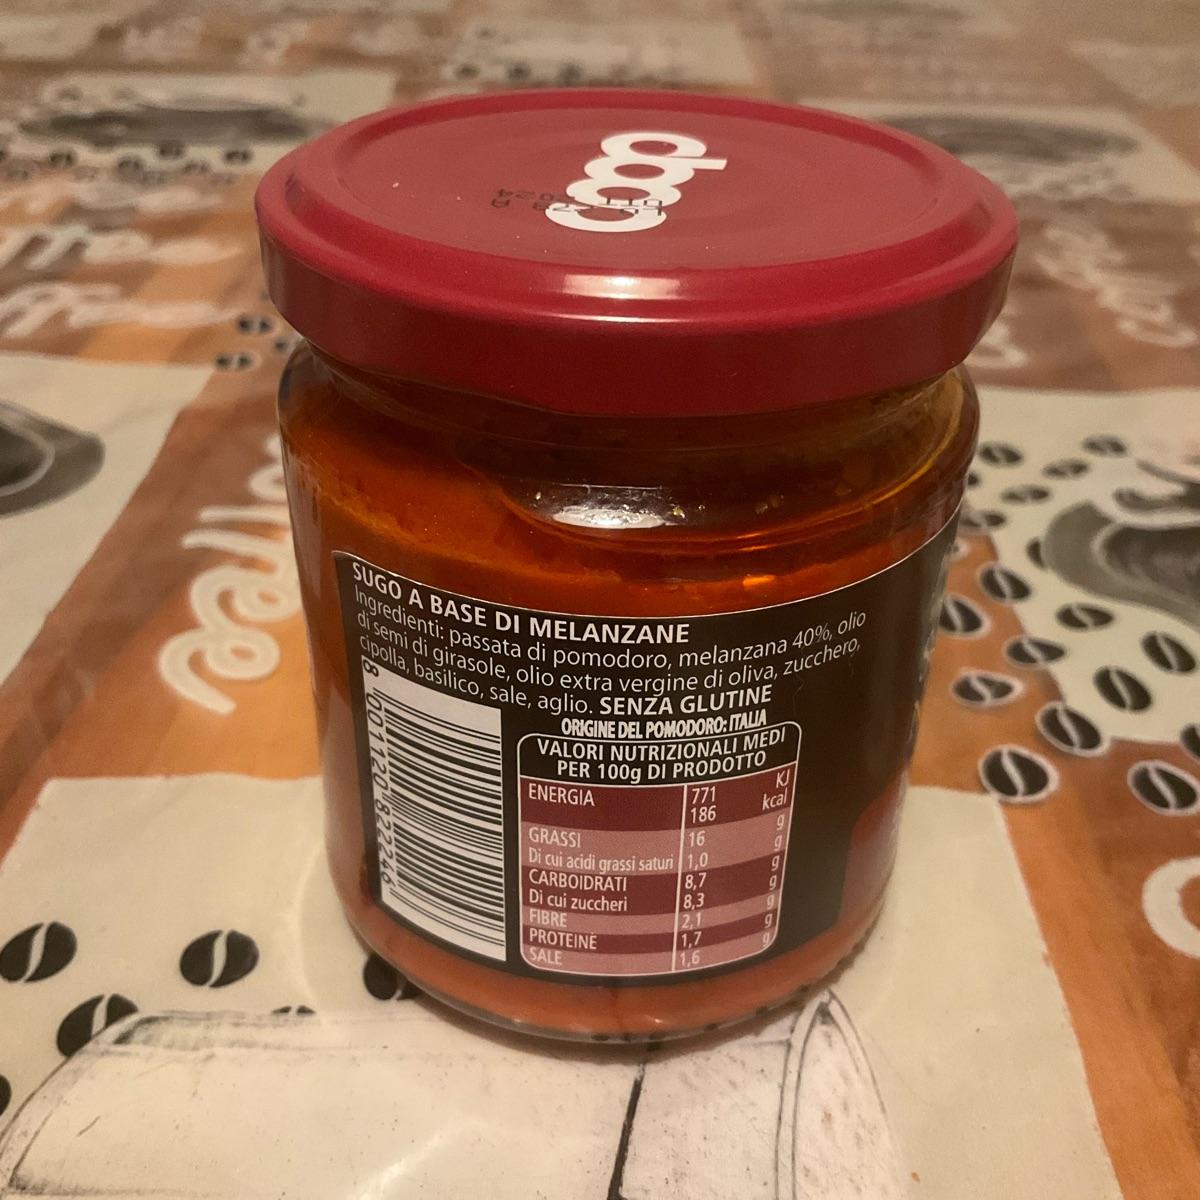 coop
SUGO A BASE DI MELANZANE
Ingredienti: passata di pomodoro, melanzana 40%, olio
di semi di girasole, olio extra vergine di oliva, zucchero,
cipolla, basilico, sale, aglio. SENZA GLUTINE
ORIGINE DEL POMODORO: ITALIA
VALORI NUTRIZIONALI MEDI
PER 100g DI PRODOTTO
ENERGIA 771 KJ
186 kcal
GRASSI 16 g
Di cui acidi grassi saturi 1,0 g
CARBOIDRATI 8,7 g
Di cui zuccheri 8,3 g
FIBRE 2,1 g
PROTEINE 1,7 g
SALE 1,6 g
8 001120 822246